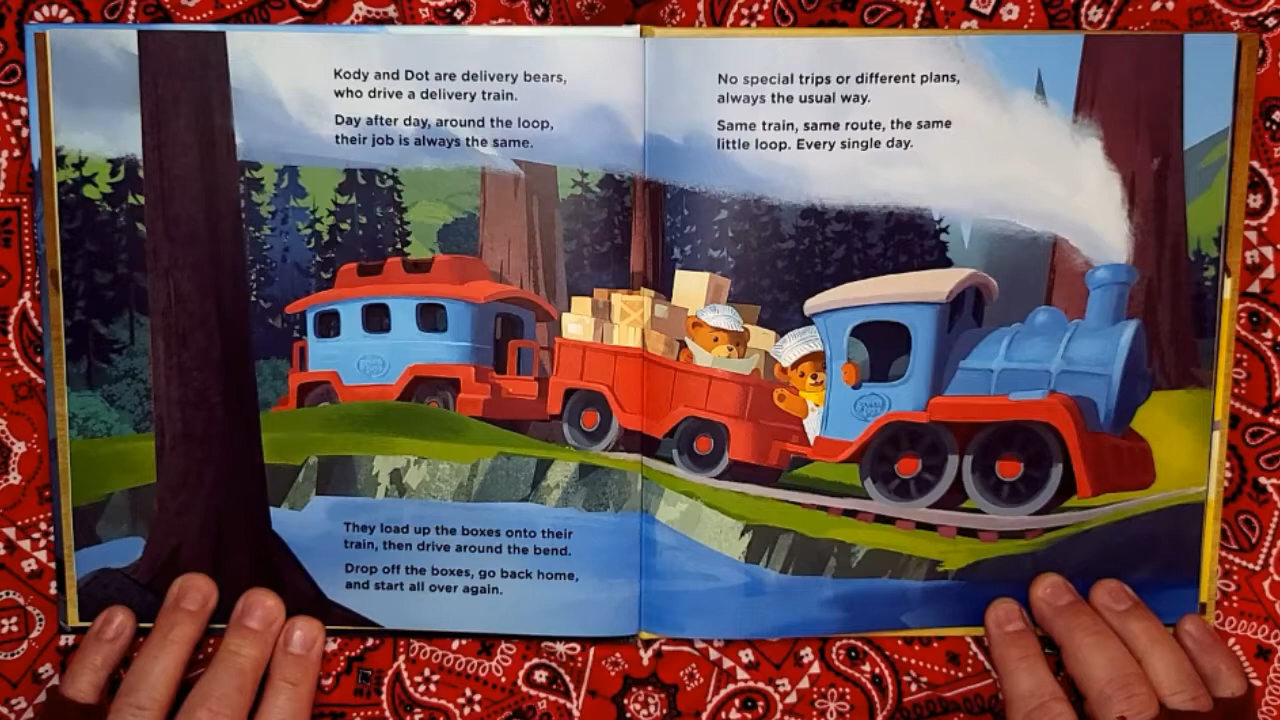 Kody and Dot are delivery bears,
who drive a delivery train.
Day after day, around the loop,
their job is always the same.
They load up the boxes onto their
train, then drive around the bend.
Drop off the boxes, go back home,
and start all over again.
No special trips or different plans,
always the usual way.
Same train, same route, the same
little loop. Every single day.